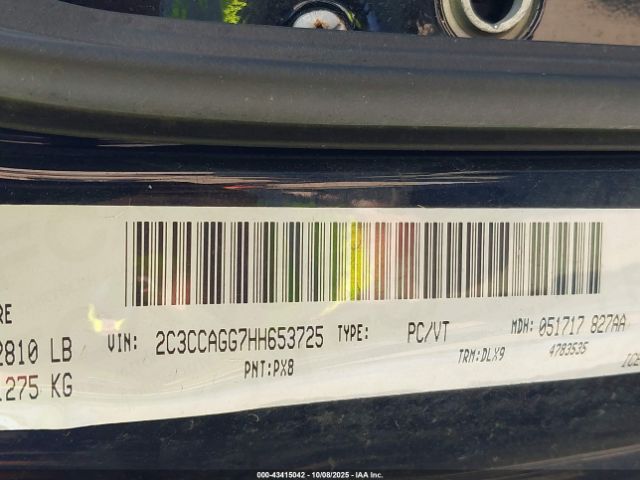 RE
2810 LB
VIN: 2C3CCAGG7HH653725 TYPE: PC/VT MDH: 051717 827AA
1275 KG
PNT:PX8 TRM:DLX9 4783535
ICE
000-43415042 | 10/08/2025 - IAA Inc.